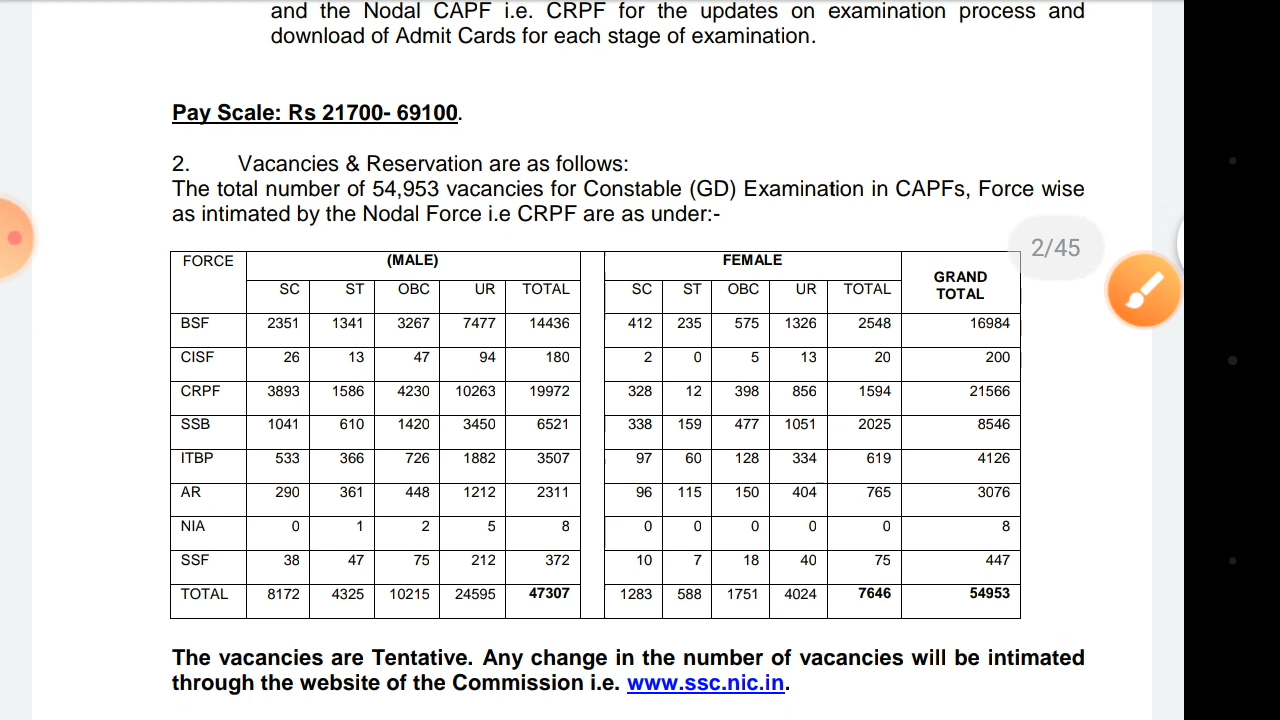 and the Nodal CAPF i.e. CRPF for the updates on examination process and
download of Admit Cards for each stage of examination.
Pay Scale: Rs 21700- 69100.
2. Vacancies & Reservation are as follows:
The total number of 54,953 vacancies for Constable (GD) Examination in CAPFs, Force wise
as intimated by the Nodal Force i.e CRPF are as under:-
2/45
FORCE (MALE) FEMALE GRAND TOTAL
SC ST OBC UR TOTAL SC ST OBC UR TOTAL
BSF 2351 1341 3267 7477 14436 412 235 575 1326 2548 16984
CISF 26 13 47 94 180 2 0 5 13 20 200
CRPF 3893 1586 4230 10263 19972 328 12 398 856 1594 21566
SSB 1041 610 1420 3450 6521 338 159 477 1051 2025 8546
ITBP 533 366 726 1882 3507 97 60 128 334 619 4126
AR 290 361 448 1212 2311 96 115 150 404 765 3076
NIA 0 1 2 5 8 0 0 0 0 0 8
SSF 38 47 75 212 372 10 7 18 40 75 447
TOTAL 8172 4325 10215 24595 47307 1283 588 1751 4024 7646 54953
The vacancies are Tentative. Any change in the number of vacancies will be intimated
through the website of the Commission i.e. www.ssc.nic.in.